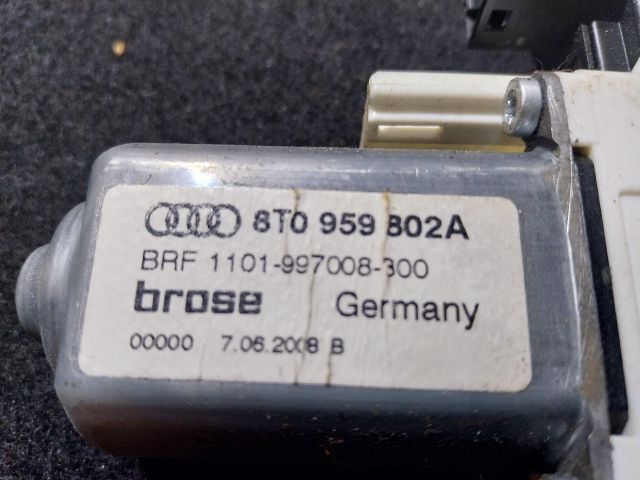 8T0 959 802A
BRF 1101-997008-300
brose Germany
00000 7.06.2008 B